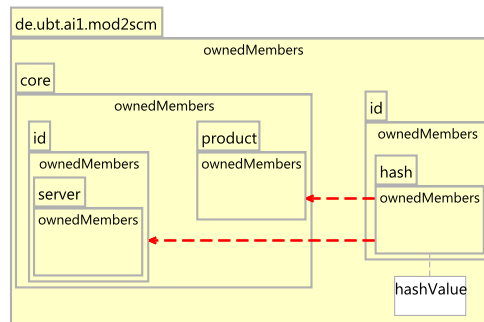 de.ubt.ai1.mod2scm
ownedMembers
core
ownedMembers
id
id
product
ownedMembers
ownedMembers
ownedMembers
hash
server
ownedMembers
ownedMembers
hashValue